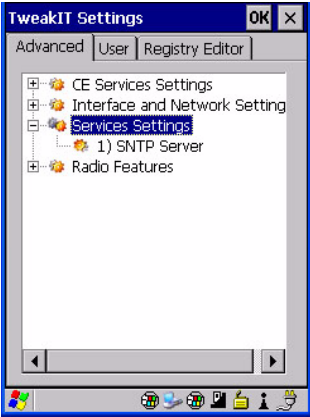 TweakIT Settings OK ×
Advanced User Registry Editor
CE Services Settings
Interface and Network Setting
Services Settings
1) SNTP Server
Radio Features